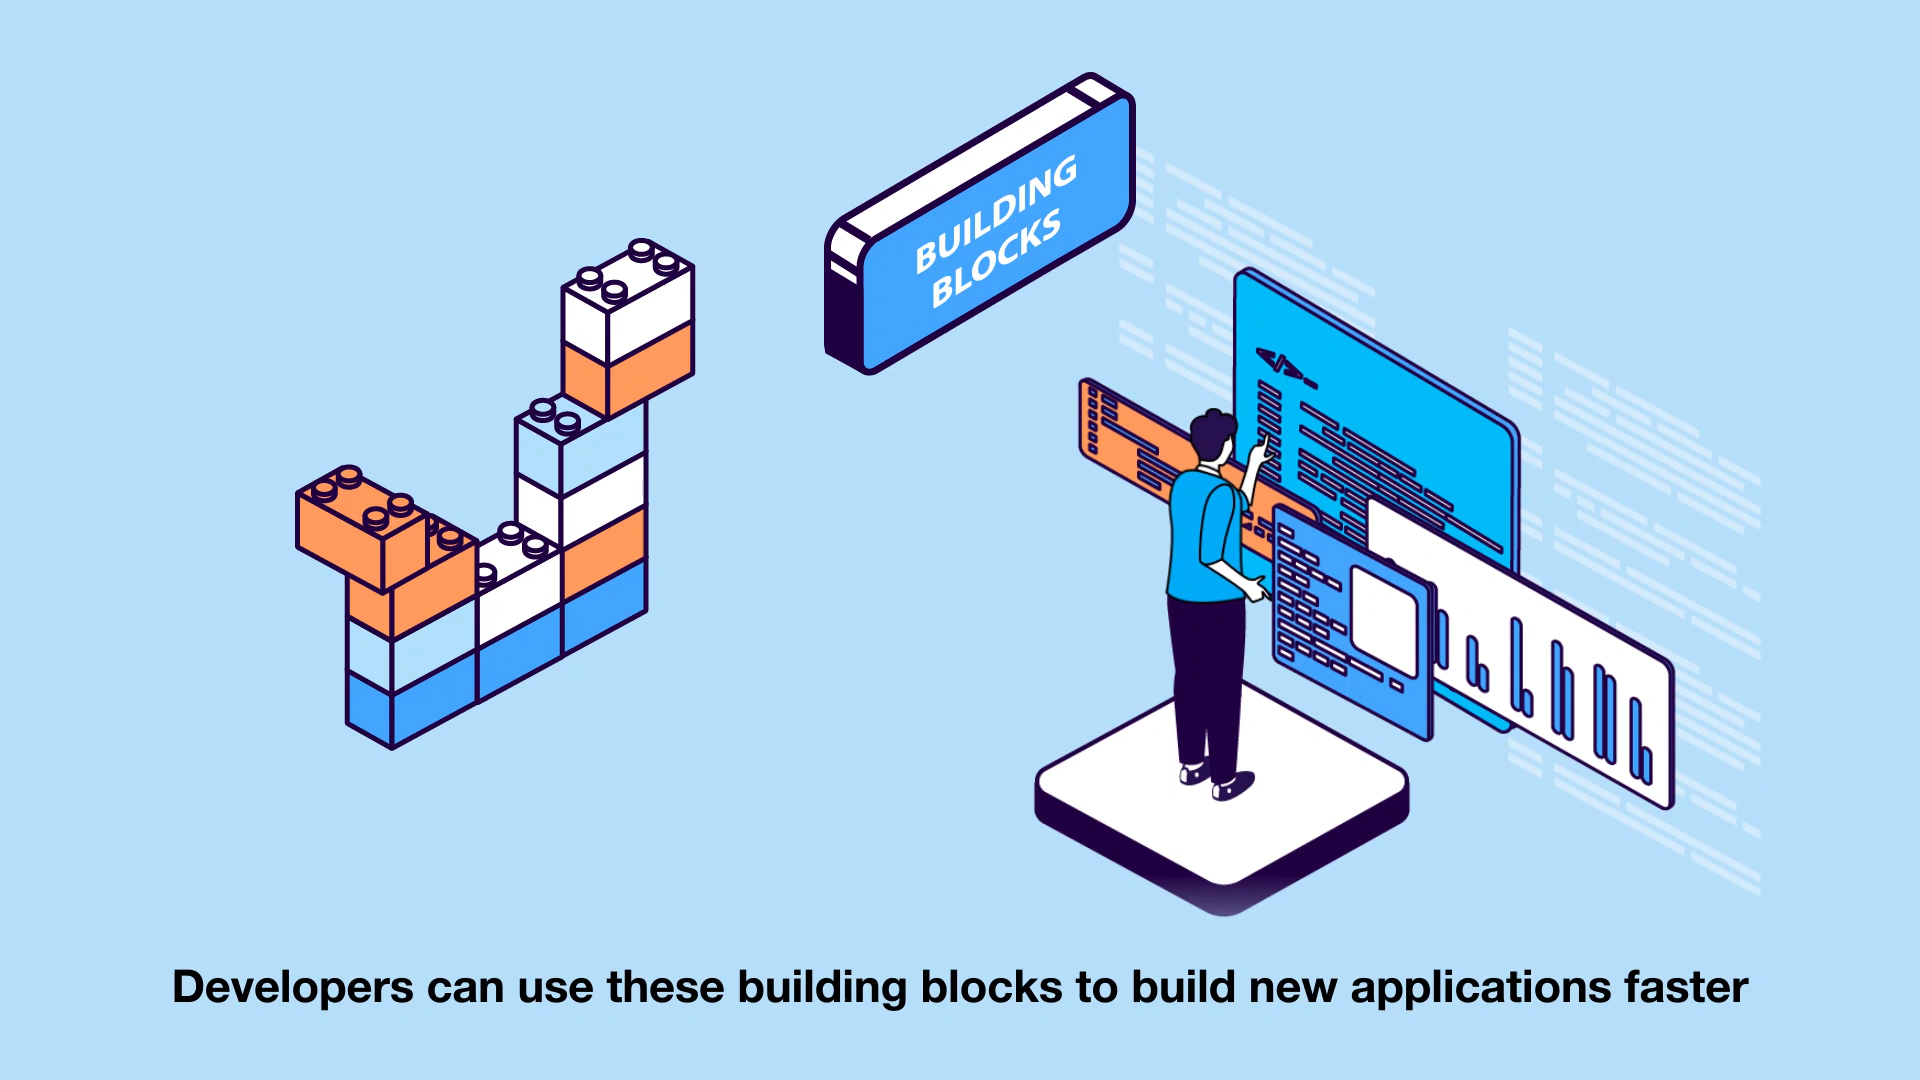 BUILDING
BLOCKS
</>_
Developers can use these building blocks to build new applications faster